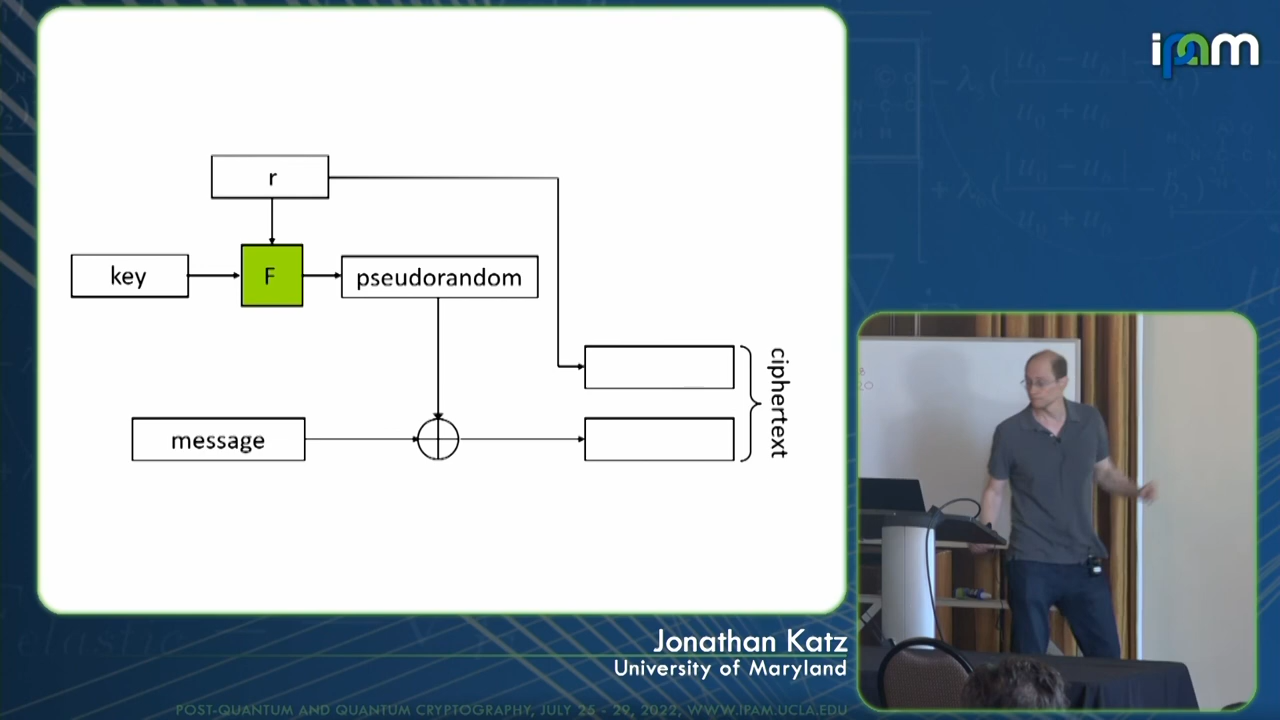 ipam
r
key
F
pseudorandom
message
ciphertext
Jonathan Katz
University of Maryland
POST-QUANTUM AND QUANTUM CRYPTOGRAPHY, JULY 25 - 29, 2022, WWW.IPAM.UCLA.EDU